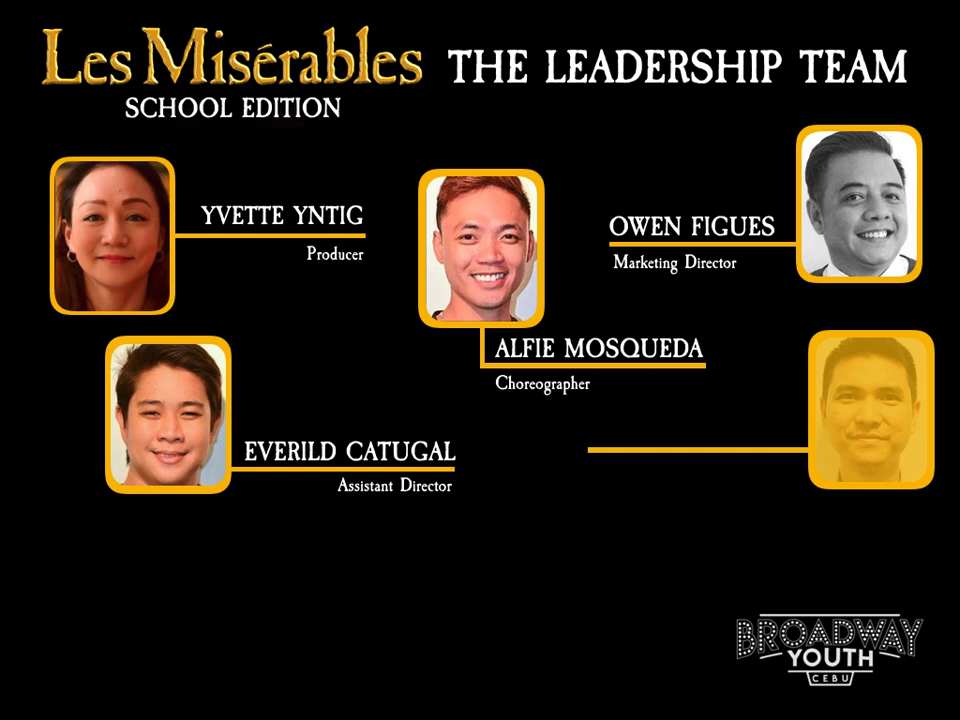 Les Misérables THE LEADERSHIP TEAM
SCHOOL EDITION
YVETTE YNTIG
Producer
OWEN FIGUES
Marketing Director
ALFIE MOSQUEDA
Choreographer
EVERILD CATUGAL
Assistant Director
BROADWAY
YOUTH
CEBU